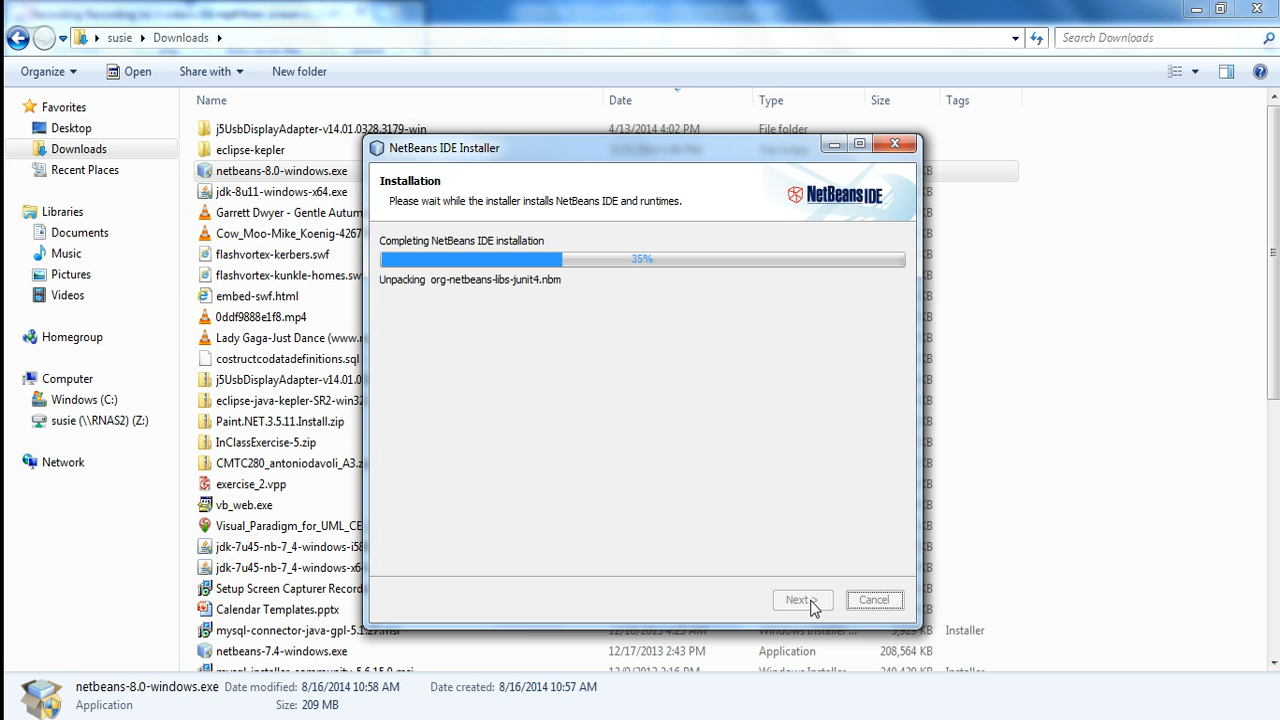 susie Downloads
Search Downloads
Organize Open Share with New folder
Name Date Type Size Tags
Favorites
Desktop
Downloads
Recent Places
Libraries
Documents
Music
Pictures
Videos
Homegroup
Computer
Windows (C:)
susie (\\RNAS2) (Z:)
Network
j5UsbDisplayAdapter-v14.01.0328.3179-win 4/13/2014 4:02 PM File folder
eclipse-kepler
netbeans-8.0-windows.exe
jdk-8u11-windows-x64.exe
Garrett Dwyer - Gentle Autum
Cow_Moo-Mike_Koenig-4267
flashvortex-kerbers.swf
flashvortex-kunkle-homes.sw
embed-swf.html
0ddf9888e1f8.mp4
Lady Gaga-Just Dance (www.r
costructcodatadefinitions.sql
j5UsbDisplayAdapter-v14.01.0
eclipse-java-kepler-SR2-win32
Paint.NET.3.5.11.Install.zip
InClassExercise-5.zip
CMTC280_antoniodavoli_A3.z
exercise_2.vpp
vb_web.exe
Visual_Paradigm_for_UML_CE
jdk-7u45-nb-7_4-windows-i58
jdk-7u45-nb-7_4-windows-x6
Setup Screen Capturer Record
Calendar Templates.pptx
mysql-connector-java-gpl-5.1.27.msi Installer
netbeans-7.4-windows.exe 12/17/2013 2:43 PM Application 208,564 KB
NetBeans IDE Installer
Installation
Please wait while the installer installs NetBeans IDE and runtimes.
NetBeans IDE
Completing NetBeans IDE installation
35%
Unpacking org-netbeans-libs-junit4.nbm
Next > Cancel
netbeans-8.0-windows.exe Date modified: 8/16/2014 10:58 AM Date created: 8/16/2014 10:57 AM
Application Size: 209 MB